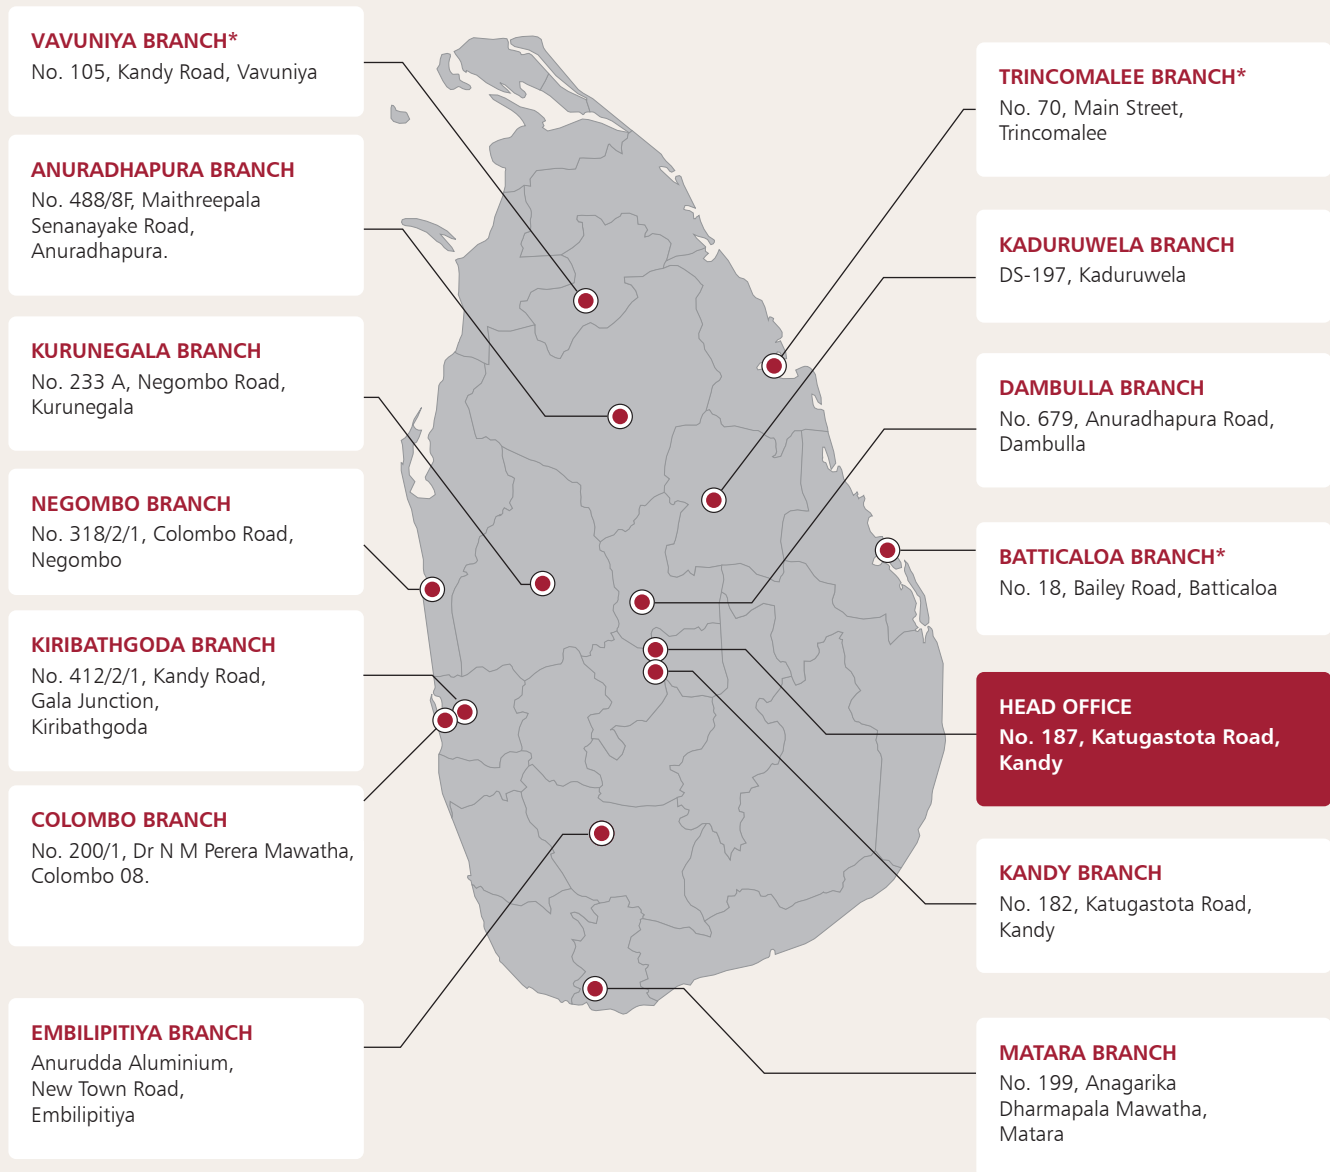 VAVUNIYA BRANCH*
No. 105, Kandy Road, Vavuniya
ANURADHAPURA BRANCH
No. 488/8F, Maithreepala
Senanayake Road,
Anuradhapura.
KURUNEGALA BRANCH
No. 233 A, Negombo Road,
Kurunegala
NEGOMBO BRANCH
No. 318/2/1, Colombo Road,
Negombo
KIRIBATHGODA BRANCH
No. 412/2/1, Kandy Road,
Gala Junction,
Kiribathgoda
COLOMBO BRANCH
No. 200/1, Dr N M Perera Mawatha,
Colombo 08.
EMBILIPITIYA BRANCH
Anurudda Aluminium,
New Town Road,
Embilipitiya
TRINCOMALEE BRANCH*
No. 70, Main Street,
Trincomalee
KADURUWELA BRANCH
DS-197, Kaduruwela
DAMBULLA BRANCH
No. 679, Anuradhapura Road,
Dambulla
BATTICALOA BRANCH*
No. 18, Bailey Road, Batticaloa
HEAD OFFICE
No. 187, Katugastota Road,
Kandy
KANDY BRANCH
No. 182, Katugastota Road,
Kandy
MATARA BRANCH
No. 199, Anagarika
Dharmapala Mawatha,
Matara